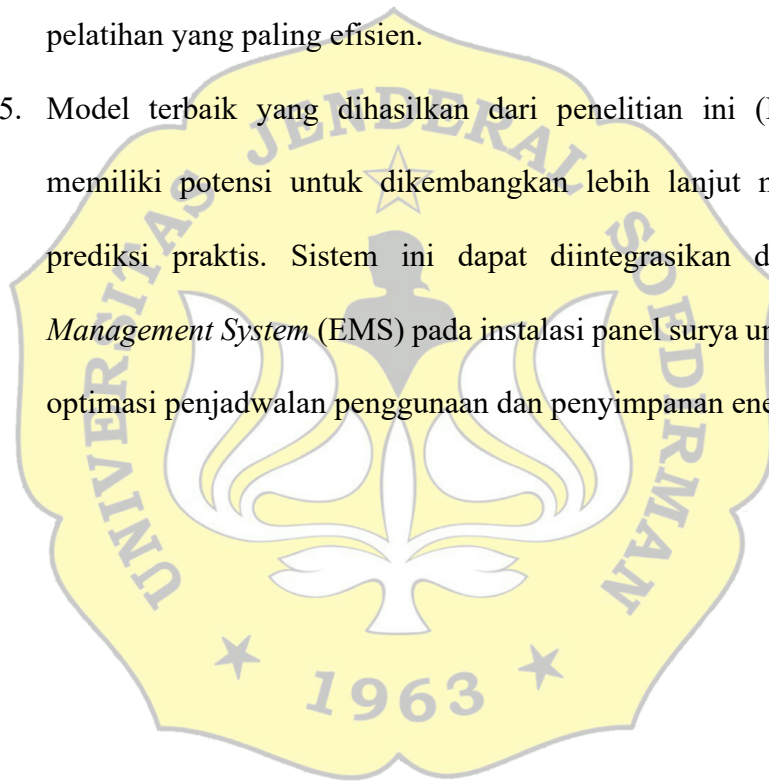 pelatihan yang paling efisien.
5. Model terbaik yang dihasilkan dari penelitian ini
memiliki potensi untuk dikembangkan lebih lanjut
prediksi praktis. Sistem ini dapat diintegrasikan
Management System (EMS) pada instalasi panel surya
optimasi penjadwalan penggunaan dan penyimpanan
UNIVERSITAS JENDERAL SOEDIRMAN
1963